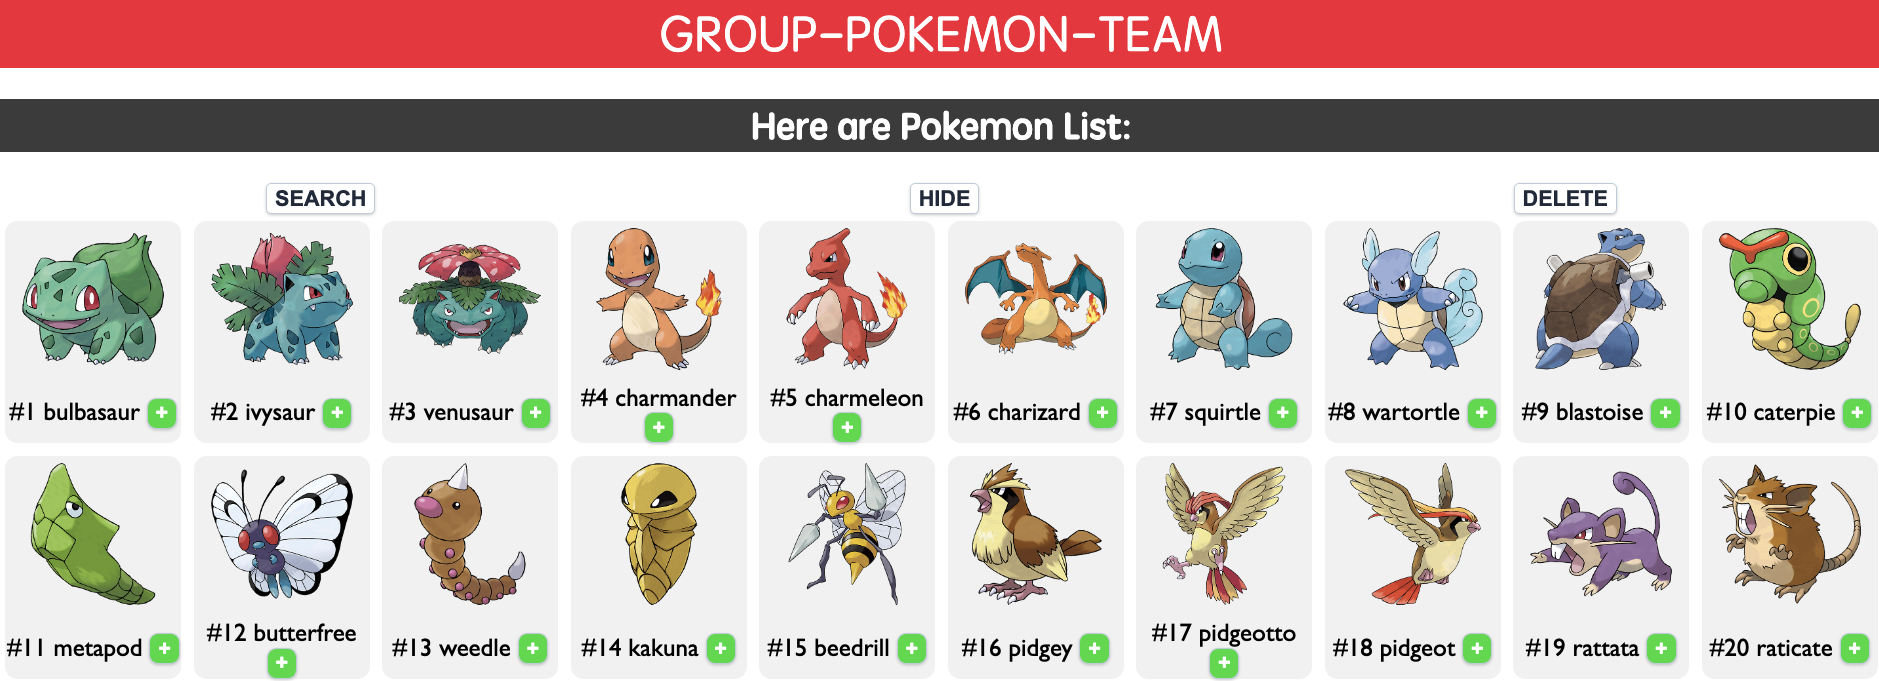 GROUP-POKEMON-TEAM
Here are Pokemon List:
SEARCH
HIDE
DELETE
#1 bulbasaur +
#2 ivysaur +
#3 venusaur +
#4 charmander
+
#5 charmeleon
+
#6 charizard +
#7 squirtle +
#8 wartortle +
#9 blastoise +
#10 caterpie +
#11 metapod +
#12 butterfree
+
#13 weedle +
#14 kakuna +
#15 beedrill +
#16 pidgey +
#17 pidgeotto
+
#18 pidgeot +
#19 rattata +
#20 raticate +